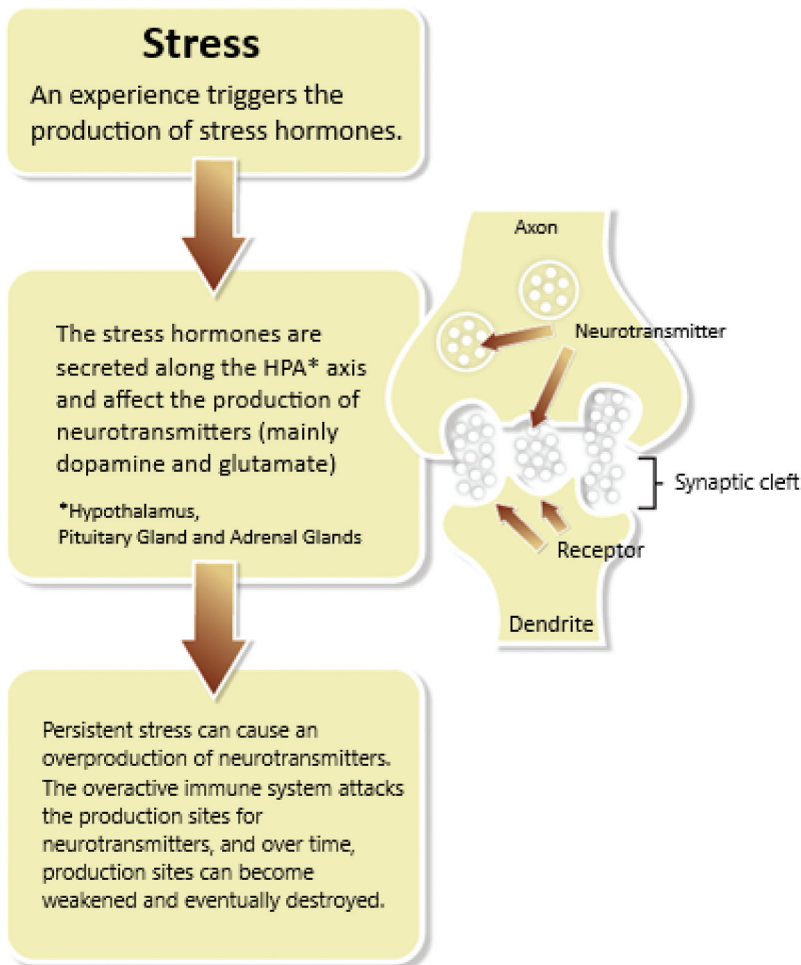 Stress
An experience triggers the
production of stress hormones.
The stress hormones are
secreted along the HPA* axis
and affect the production of
neurotransmitters (mainly
dopamine and glutamate)
*Hypothalamus,
Pituitary Gland and Adrenal Glands
Axon
Neurotransmitter
Synaptic cleft
Receptor
Dendrite
Persistent stress can cause an
overproduction of neurotransmitters.
The overactive immune system attacks
the production sites for
neurotransmitters, and over time,
production sites can become
weakened and eventually destroyed.